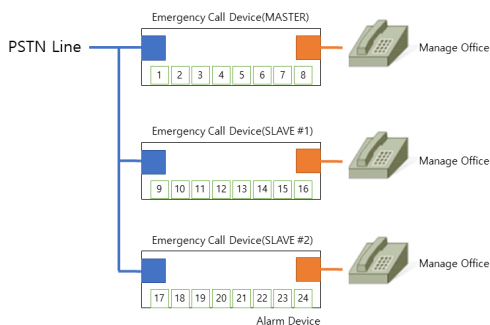 Emergency Call Device(MASTER)
PSTN Line
Manage Office
1 2 3 4 5 6 7 8
Emergency Call Device(SLAVE #1)
Manage Office
9 10 11 12 13 14 15 16
Emergency Call Device(SLAVE #2)
Manage Office
17 18 19 20 21 22 23 24
Alarm Device